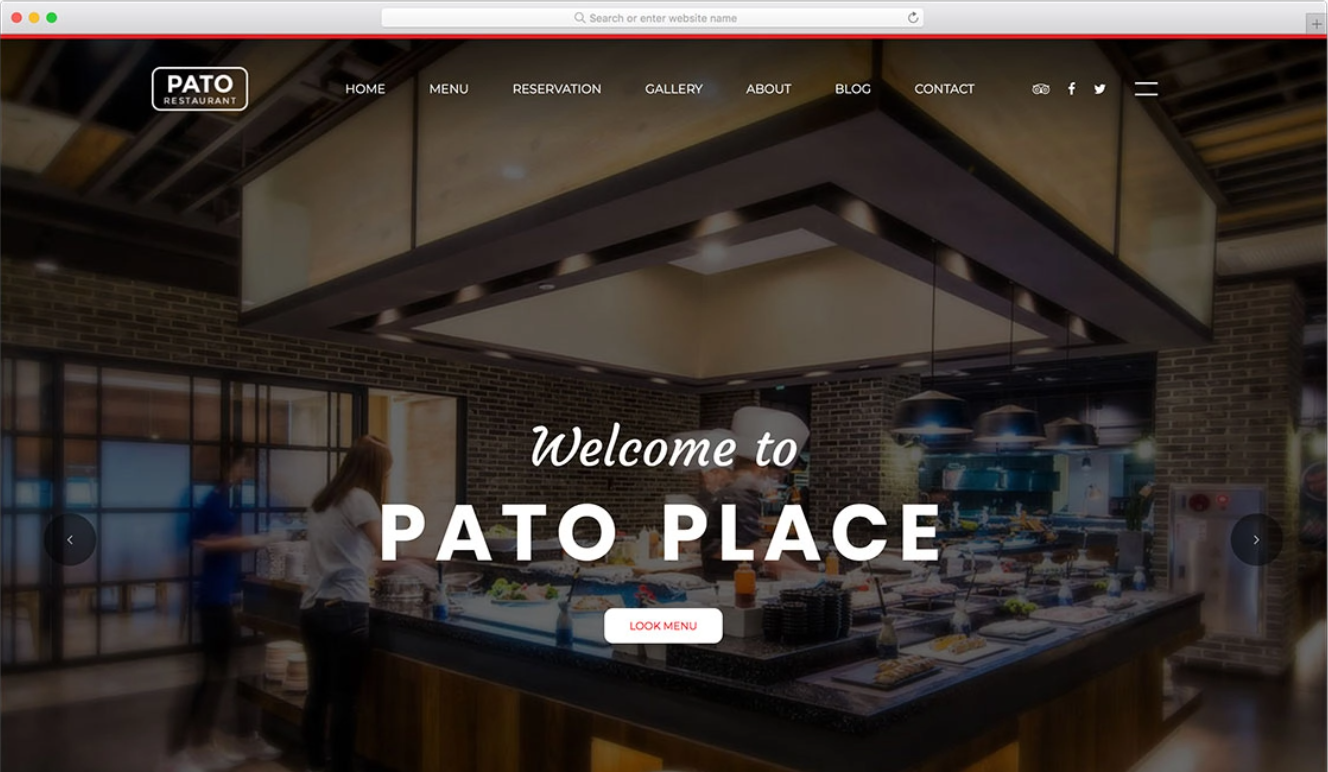 Search or enter website name
PATO
RESTAURANT
HOME MENU RESERVATION GALLERY ABOUT BLOG CONTACT
Welcome to
PATO PLACE
LOOK MENU